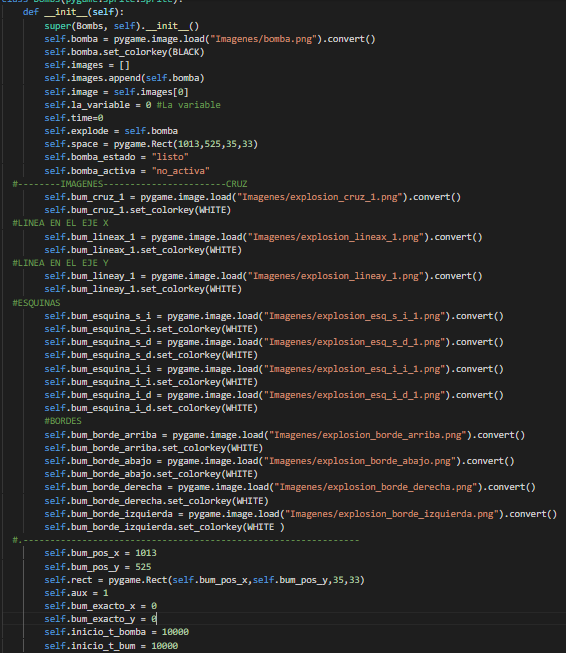 class Bombs(pygame.sprite.Sprite):
def __init__(self):
super(Bombs, self).__init__()
self.bomba = pygame.image.load("Imagenes/bomba.png").convert()
self.bomba.set_colorkey(BLACK)
self.images = []
self.images.append(self.bomba)
self.image = self.images[0]
self.la_variable = 0 #La variable
self.time=0
self.explode = self.bomba
self.space = pygame.Rect(1013,525,35,33)
self.bomba_estado = "listo"
self.bomba_activa = "no_activa"
#--------IMAGENES-----------------------CRUZ
self.bum_cruz_1 = pygame.image.load("Imagenes/explosion_cruz_1.png").convert()
self.bum_cruz_1.set_colorkey(WHITE)
#LINEA EN EL EJE X
self.bum_lineax_1 = pygame.image.load("Imagenes/explosion_lineax_1.png").convert()
self.bum_lineax_1.set_colorkey(WHITE)
#LINEA EN EL EJE Y
self.bum_lineay_1 = pygame.image.load("Imagenes/explosion_lineay_1.png").convert()
self.bum_lineay_1.set_colorkey(WHITE)
#ESQUINAS
self.bum_esquina_s_i = pygame.image.load("Imagenes/explosion_esq_s_i_1.png").convert()
self.bum_esquina_s_i.set_colorkey(WHITE)
self.bum_esquina_s_d = pygame.image.load("Imagenes/explosion_esq_s_d_1.png").convert()
self.bum_esquina_s_d.set_colorkey(WHITE)
self.bum_esquina_i_i = pygame.image.load("Imagenes/explosion_esq_i_i_1.png").convert()
self.bum_esquina_i_i.set_colorkey(WHITE)
self.bum_esquina_i_d = pygame.image.load("Imagenes/explosion_esq_i_d_1.png").convert()
self.bum_esquina_i_d.set_colorkey(WHITE)
#BORDES
self.bum_borde_arriba = pygame.image.load("Imagenes/explosion_borde_arriba.png").convert()
self.bum_borde_arriba.set_colorkey(WHITE)
self.bum_borde_abajo = pygame.image.load("Imagenes/explosion_borde_abajo.png").convert()
self.bum_borde_abajo.set_colorkey(WHITE)
self.bum_borde_derecha = pygame.image.load("Imagenes/explosion_borde_derecha.png").convert()
self.bum_borde_derecha.set_colorkey(WHITE)
self.bum_borde_izquierda = pygame.image.load("Imagenes/explosion_borde_izquierda.png").convert()
self.bum_borde_izquierda.set_colorkey(WHITE )
#.---------------------------------------------------------------
self.bum_pos_x = 1013
self.bum_pos_y = 525
self.rect = pygame.Rect(self.bum_pos_x,self.bum_pos_y,35,33)
self.aux = 1
self.bum_exacto_x = 0
self.bum_exacto_y = 0
self.inicio_t_bomba = 10000
self.inicio_t_bum = 10000